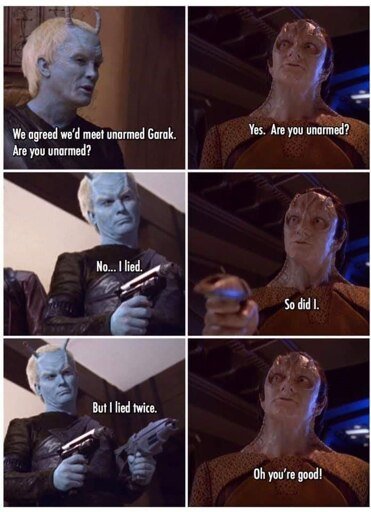 We agreed we'd meet unarmed Garak.
Are you unarmed?
Yes. Are you unarmed?
No... I lied.
So did I.
But I lied twice.
Oh you're good!